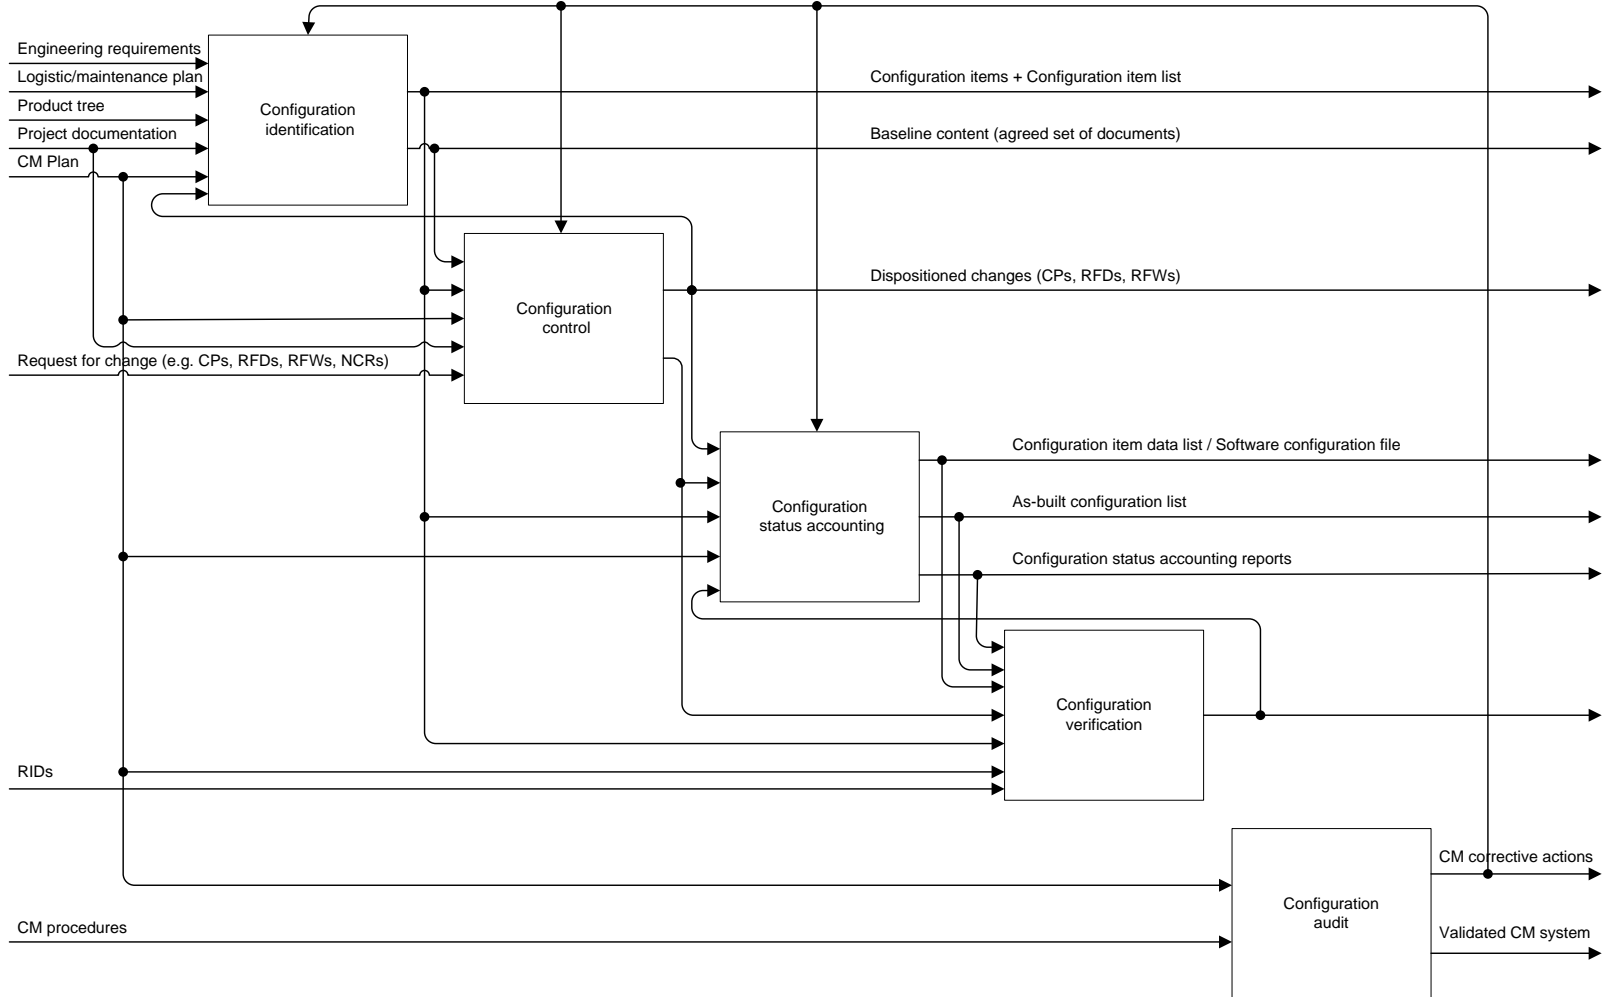 Engineering requirements
Logistic/maintenance plan
Product tree
Project documentation
CM Plan
Configuration
identification
Configuration items + Configuration item list
Baseline content (agreed set of documents)
Configuration
control
Dispositioned changes (CPs, RFDs, RFWs)
Request for change (e.g. CPs, RFDs, RFWs, NCRs)
Configuration
status accounting
Configuration item data list / Software configuration file
As-built configuration list
Configuration status accounting reports
Configuration
verification
RIDs
Configuration
audit
CM corrective actions
CM procedures
Validated CM system